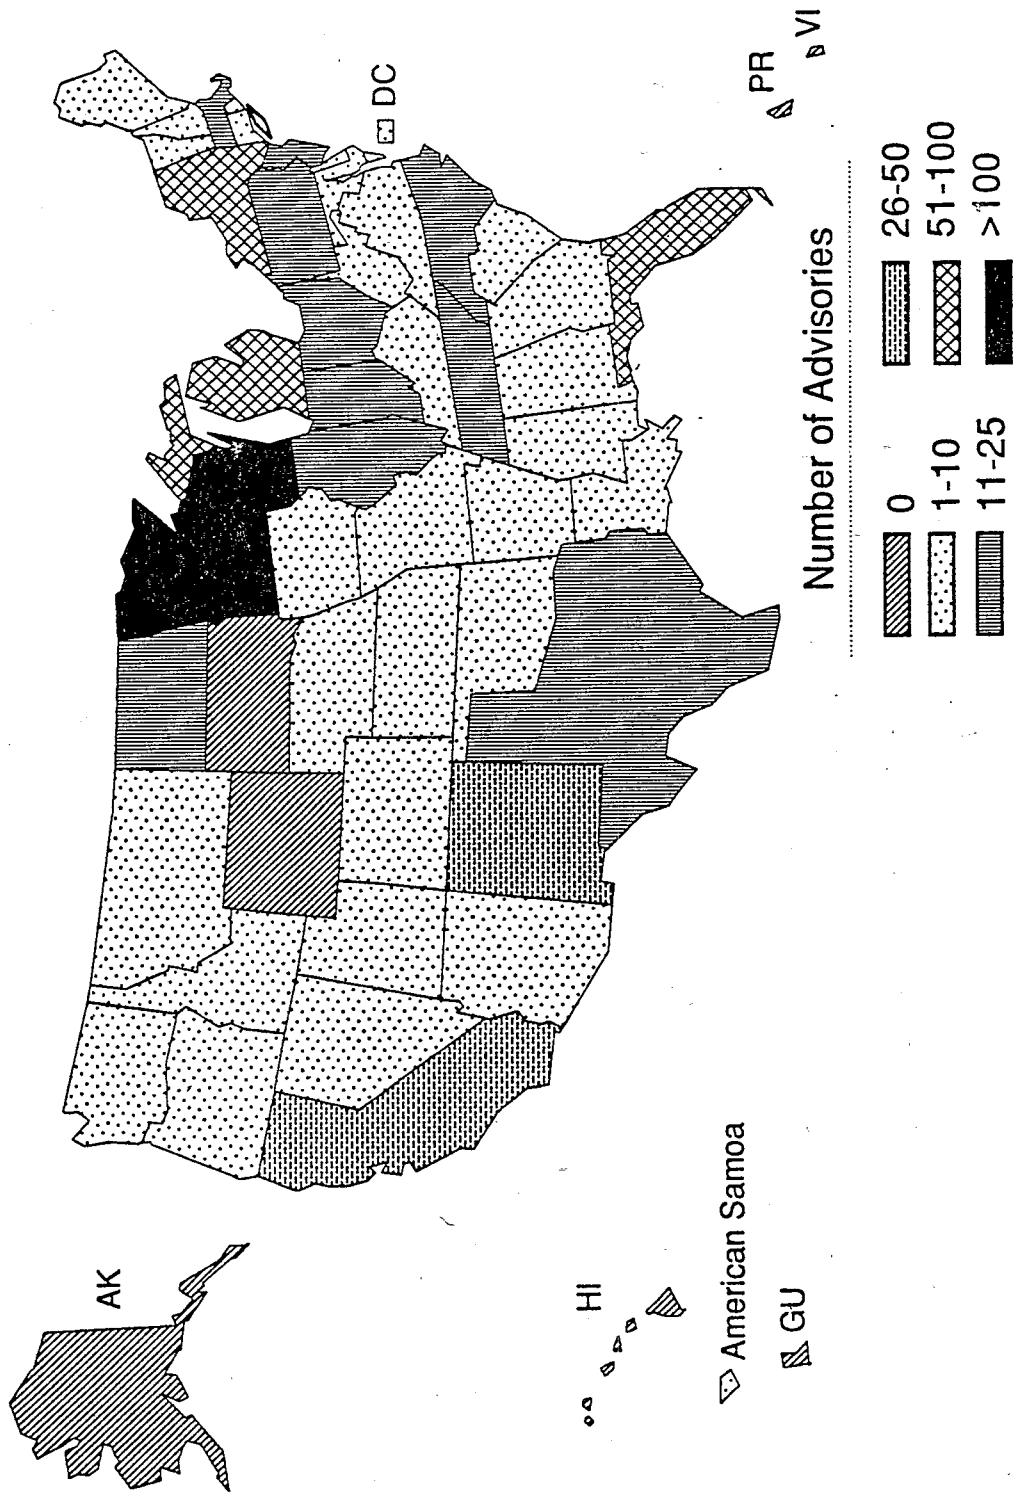 AK
DC
HI
American Samoa
GU
PR
VI
Number of Advisories
0
1-10
11-25
26-50
51-100
>100